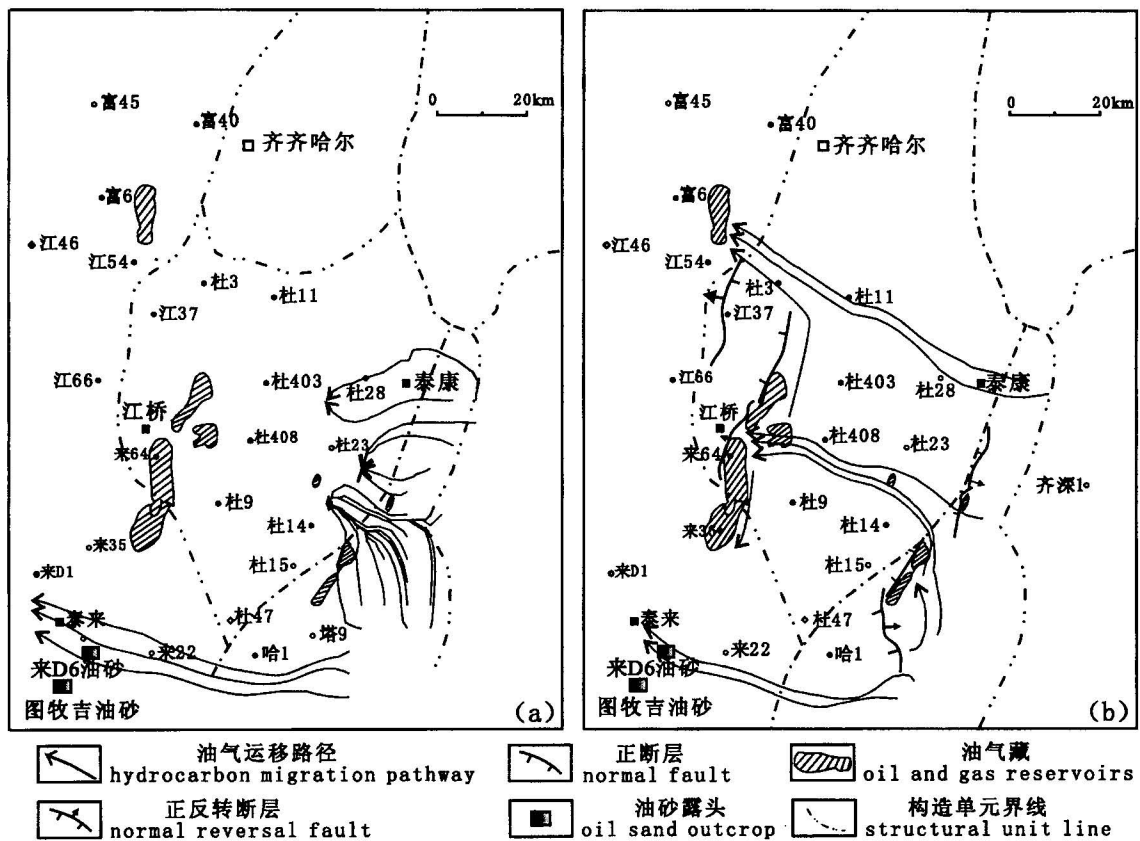 富45
0 20km
富40
齐齐哈尔
富6
江46
江54
杜3
杜11
江37
江66
杜403
杜28
泰康
江桥
杜408
杜23
来64
杜9
杜14
来35
杜15
来D1
泰来
杜47
塔9
来22
哈1
来D6油砂
图牧吉油砂
(a)
富45
0 20km
富40
齐齐哈尔
富6
江46
江54
杜3
杜11
江37
江66
杜403
杜28
泰康
江桥
杜408
杜23
来64
齐深1
杜9
杜14
来35
杜15
来D1
泰来
杜47
来22
哈1
来D6油砂
图牧吉油砂
(b)
油气运移路径
hydrocarbon migration pathway
正断层
normal fault
油气藏
oil and gas reservoirs
正反转断层
normal reversal fault
油砂露头
oil sand outcrop
构造单元界线
structural unit line